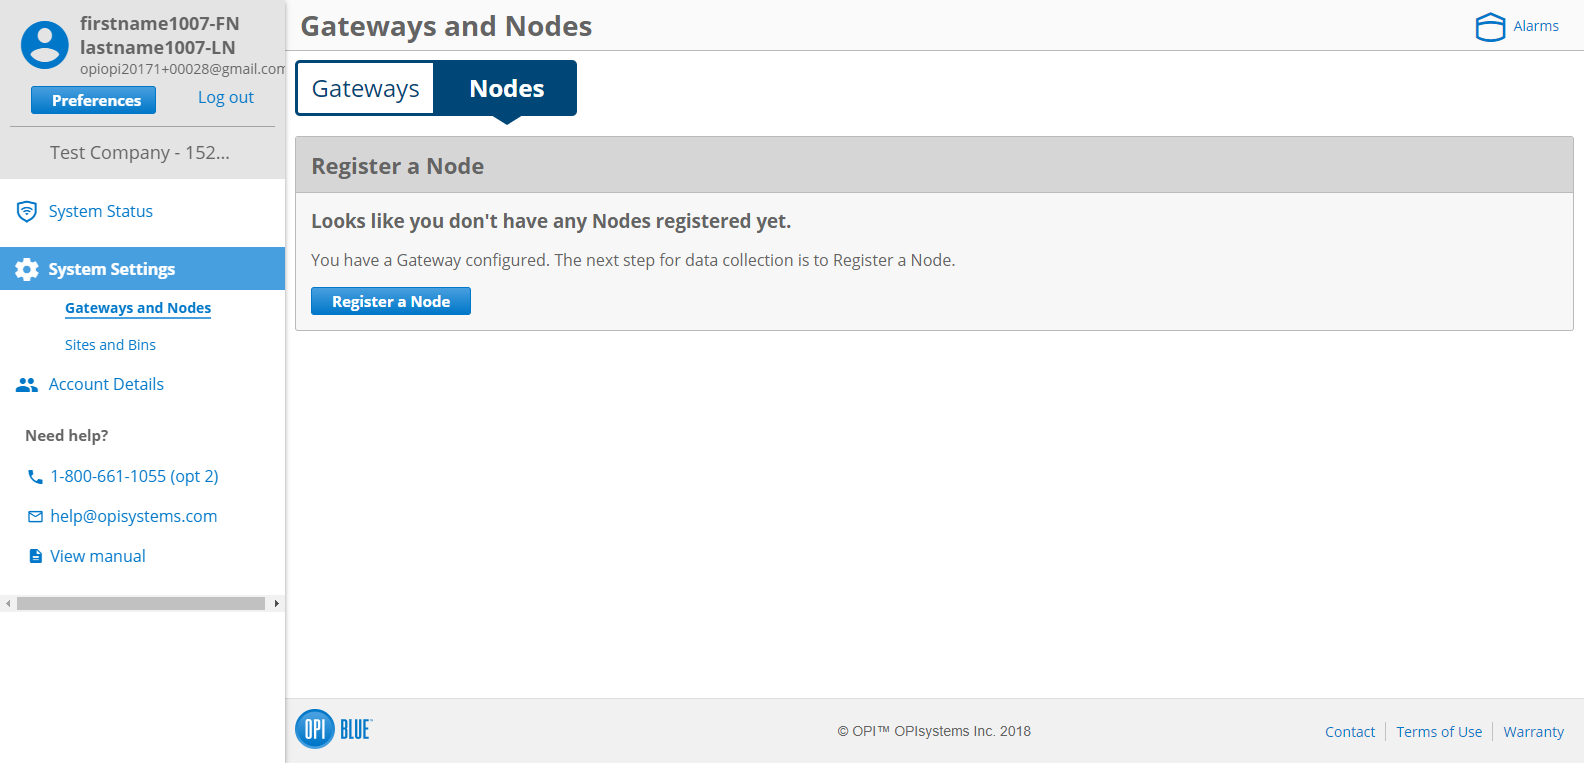 firstname1007-FN
lastname1007-LN
opiopi20171+00028@gmail.com
Preferences
Log out
Test Company - 152...
System Status
System Settings
Gateways and Nodes
Sites and Bins
Account Details
Need help?
1-800-661-1055 (opt 2)
help@opisystems.com
View manual
Gateways and Nodes
Alarms
Gateways
Nodes
Register a Node
Looks like you don't have any Nodes registered yet.
You have a Gateway configured. The next step for data collection is to Register a Node.
Register a Node
OPI BLUE™
© OPI™ OPIsystems Inc. 2018
Contact
Terms of Use
Warranty